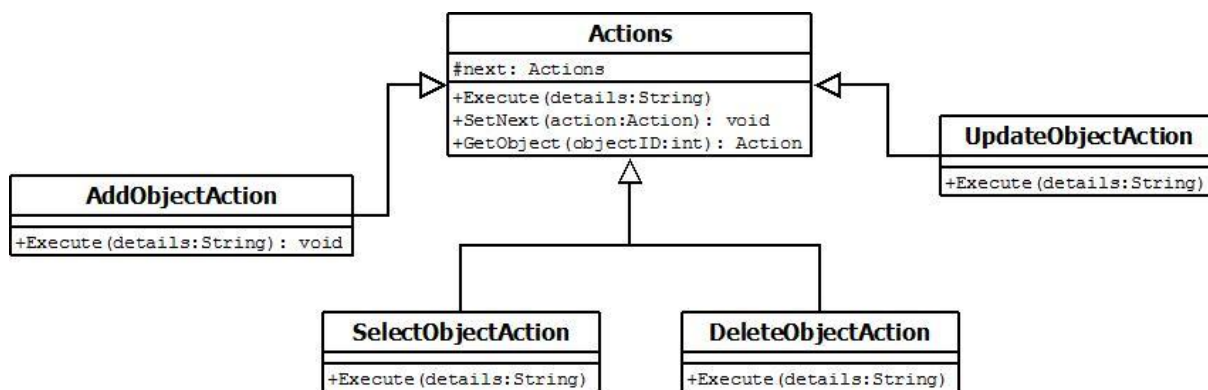 Actions
#next: Actions
+Execute(details:String)
+SetNext(action:Action): void
+GetObject(objectID:int): Action
UpdateObjectAction
+Execute(details:String)
AddObjectAction
+Execute(details:String): void
SelectObjectAction
+Execute(details:String)
DeleteObjectAction
+Execute(details:String)